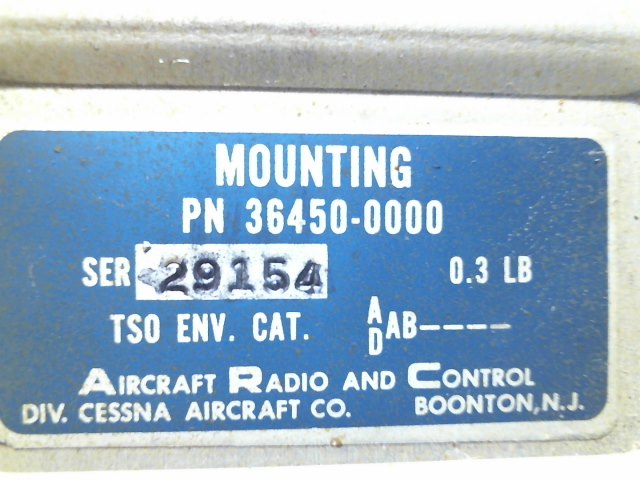 MOUNTING
PN 36450-0000
SER 29154 0.3 LB
TSO ENV. CAT. A/D AB----
AIRCRAFT RADIO AND CONTROL
DIV. CESSNA AIRCRAFT CO. BOONTON, N.J.